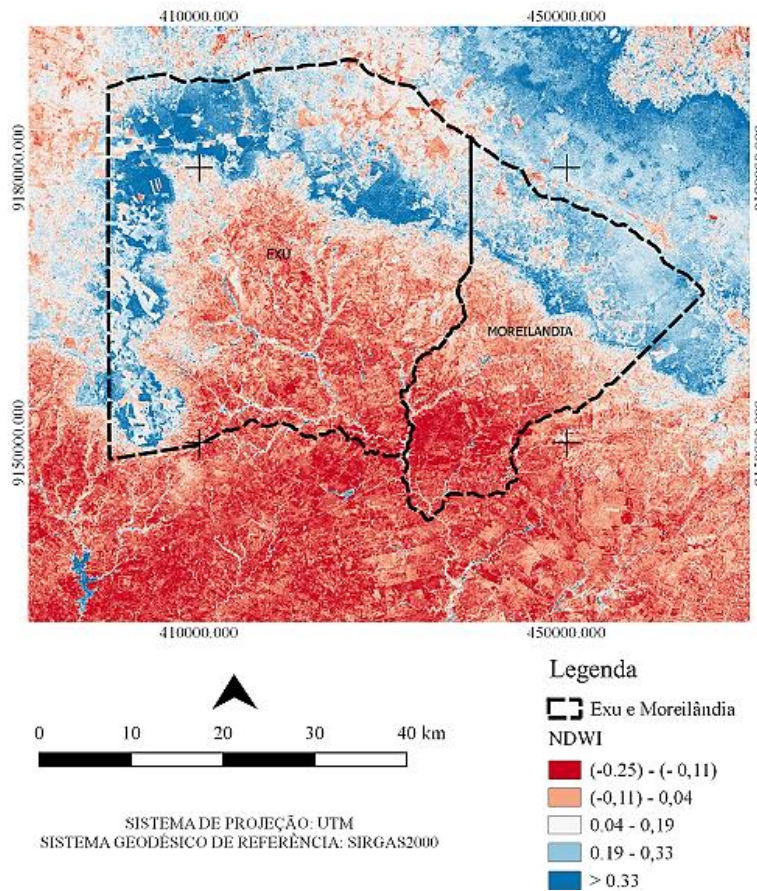 410000.000 450000.000
9180000.000
EXU
MOREILANDIA
9150000.000
410000.000 450000.000
Legenda
Exu e Moreilândia
NDWI
(-0.25) - (- 0,11)
(-0,11) - 0,04
0.04 - 0,19
0.19 - 0,33
> 0.33
0 10 20 30 40 km
SISTEMA DE PROJEÇÃO: UTM
SISTEMA GEODÉSICO DE REFERÊNCIA: SIRGAS2000